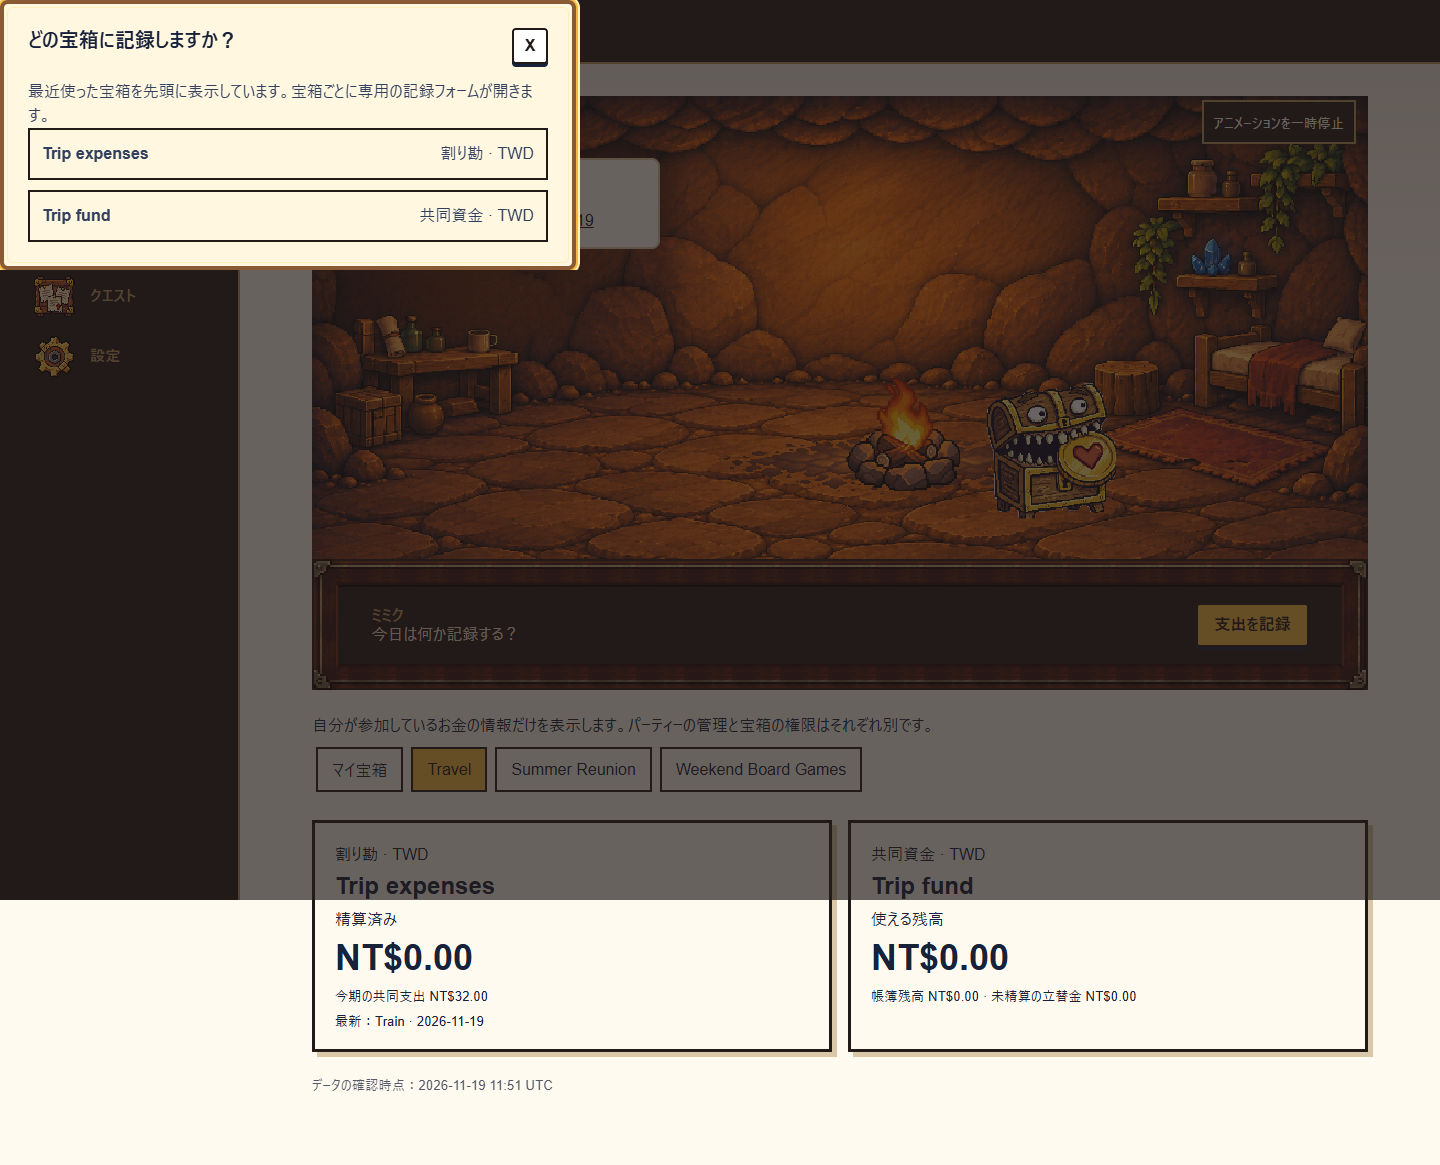 どの宝箱に記録しますか？
X
最近使った宝箱を先頭に表示しています。宝箱ごとに専用の記録フォームが開きま
す。
Trip expenses 割り勘 · TWD
Trip fund 共同資金 · TWD
アニメーションを一時停止
19
クエスト
設定
ミミク
今日は何か記録する？
支出を記録
自分が参加しているお金の情報だけを表示します。パーティーの管理と宝箱の権限はそれぞれ別です。
マイ宝箱 Travel Summer Reunion Weekend Board Games
割り勘 · TWD
Trip expenses
精算済み
NT$0.00
今期の共同支出 NT$32.00
最新：Train · 2026-11-19
共同資金 · TWD
Trip fund
使える残高
NT$0.00
帳簿残高 NT$0.00 · 未精算の立替金 NT$0.00
データの確認時点：2026-11-19 11:51 UTC